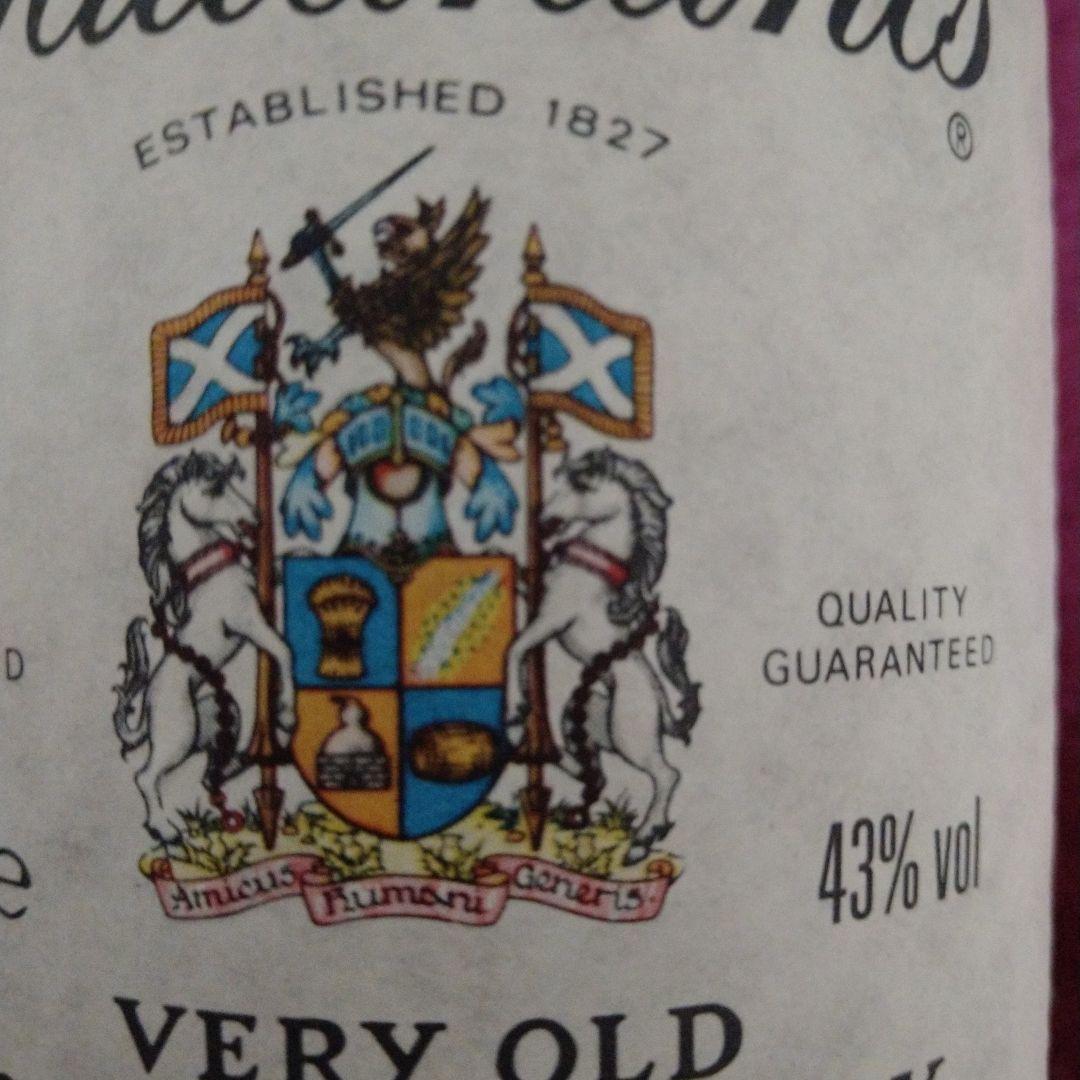 ESTABLISHED 1827
®
QUALITY
GUARANTEED
D
43% vol
e
Amicus Humani Generis
VERY OLD